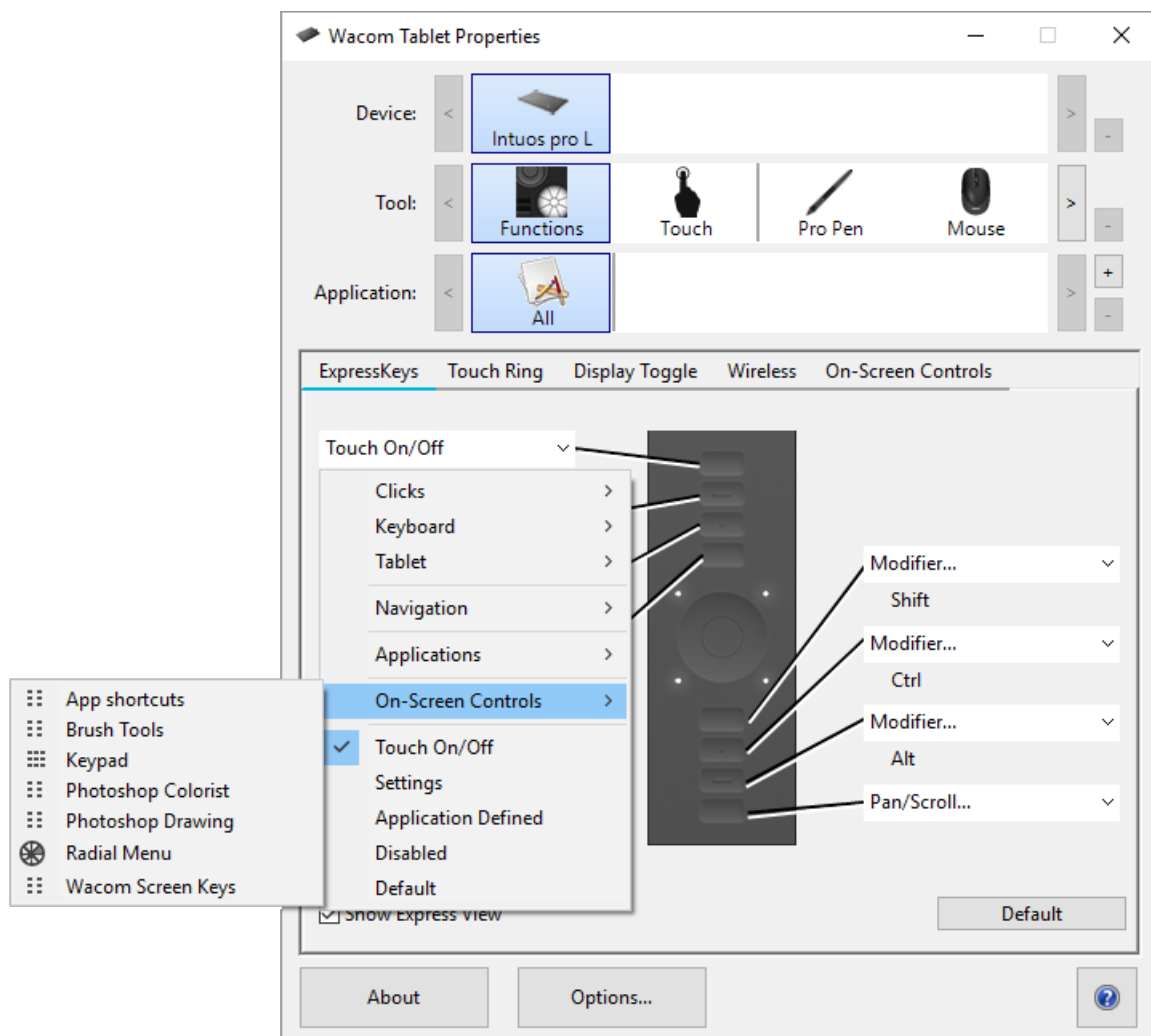 Wacom Tablet Properties
Device:
<
Intuos pro L
>
-
Tool:
<
Functions
Touch
Pro Pen
Mouse
>
-
Application:
<
All
>
+
-
ExpressKeys Touch Ring Display Toggle Wireless On-Screen Controls
Touch On/Off
Clicks
Keyboard
Tablet
Navigation
Applications
On-Screen Controls
Touch On/Off
Settings
Application Defined
Disabled
Default
App shortcuts
Brush Tools
Keypad
Photoshop Colorist
Photoshop Drawing
Radial Menu
Wacom Screen Keys
Modifier...
Shift
Modifier...
Ctrl
Modifier...
Alt
Pan/Scroll...
Show Express View
Default
About
Options...
?